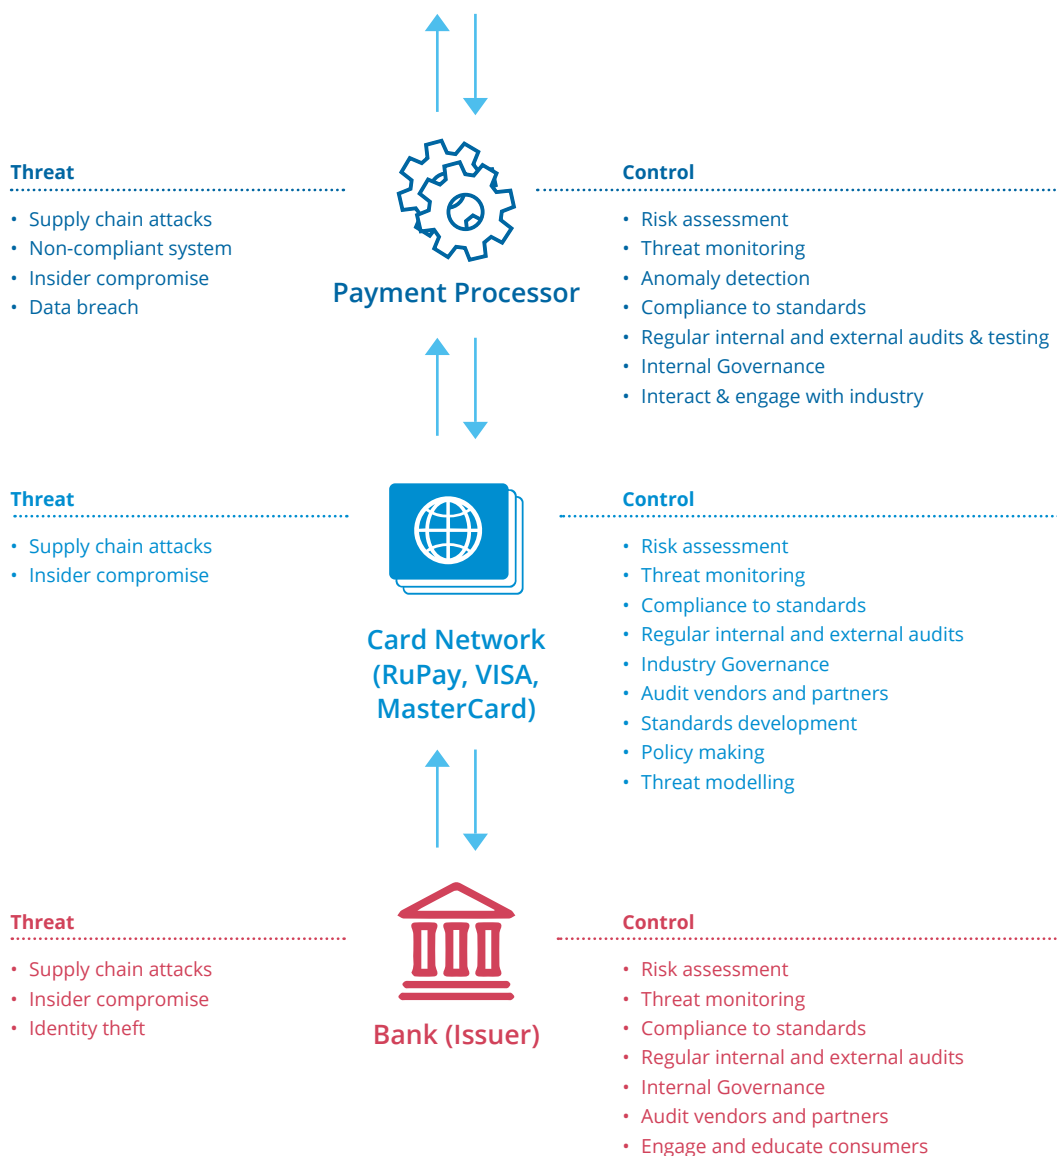 Threat
• Supply chain attacks
• Non-compliant system
• Insider compromise
• Data breach
Payment Processor
Control
• Risk assessment
• Threat monitoring
• Anomaly detection
• Compliance to standards
• Regular internal and external audits & testing
• Internal Governance
• Interact & engage with industry
Threat
• Supply chain attacks
• Insider compromise
Card Network
(RuPay, VISA,
MasterCard)
Control
• Risk assessment
• Threat monitoring
• Compliance to standards
• Regular internal and external audits
• Industry Governance
• Audit vendors and partners
• Standards development
• Policy making
• Threat modelling
Threat
• Supply chain attacks
• Insider compromise
• Identity theft
Bank (Issuer)
Control
• Risk assessment
• Threat monitoring
• Compliance to standards
• Regular internal and external audits
• Internal Governance
• Audit vendors and partners
• Engage and educate consumers